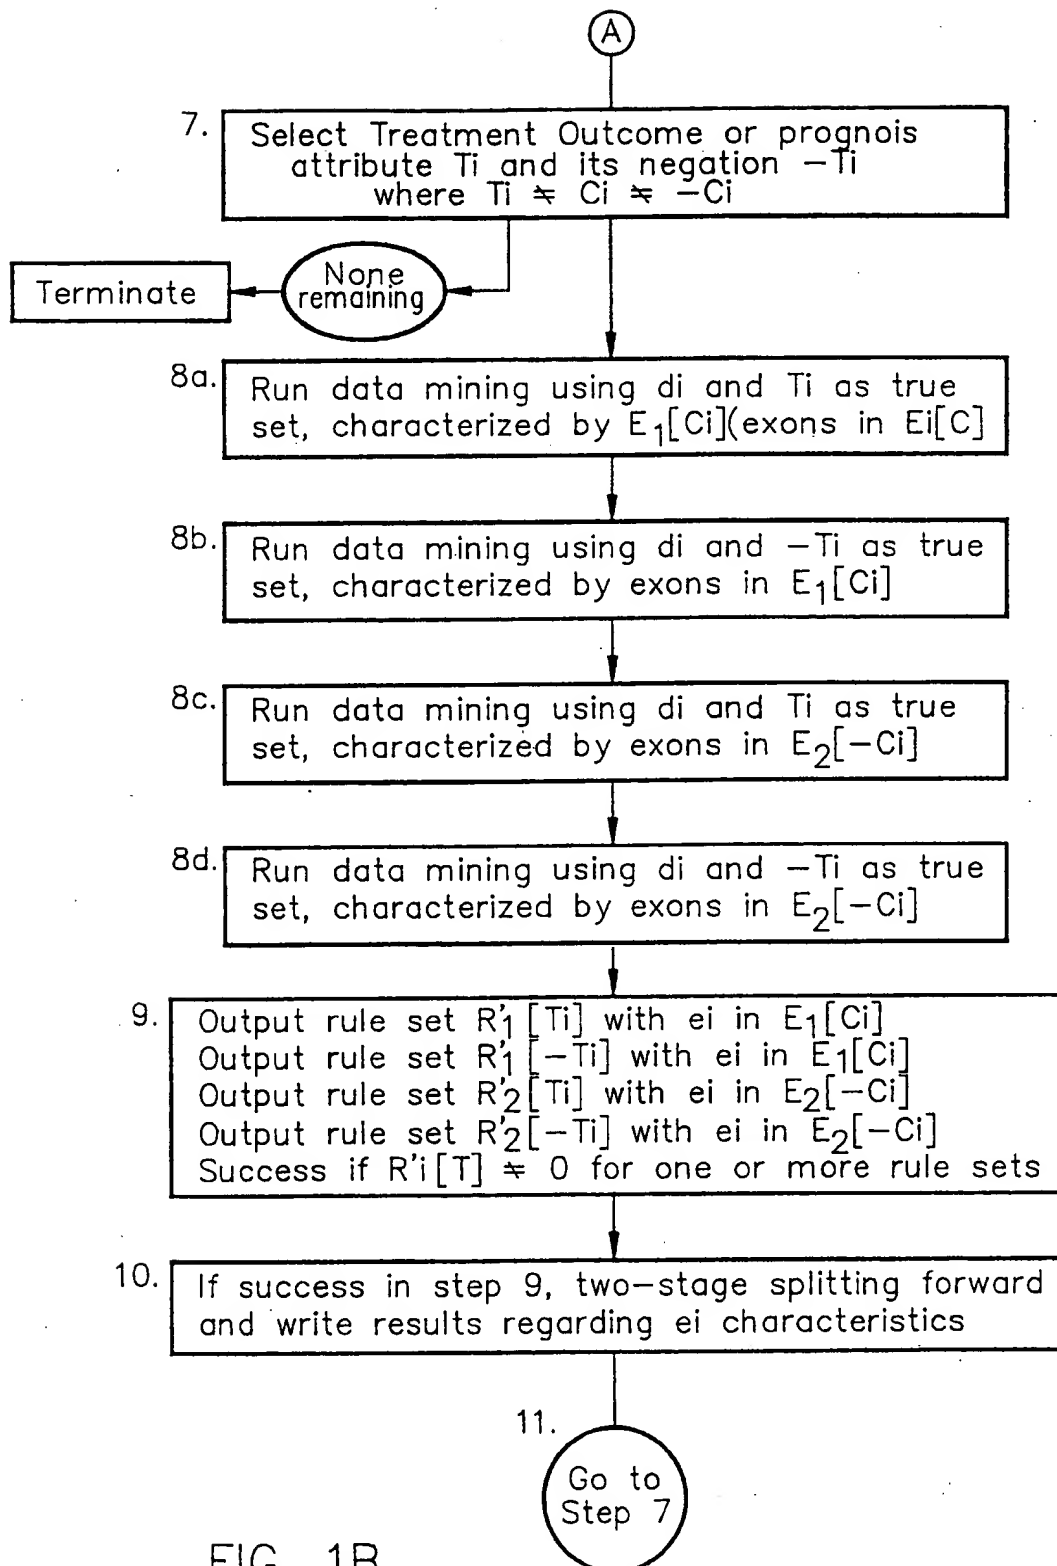 A
7.
Select Treatment Outcome or prognois
attribute Ti and its negation −Ti
where Ti ≠ Ci ≠ −Ci
None
remaining
Terminate
8a.
Run data mining using di and Ti as true
set, characterized by E1[Ci](exons in Ei[C]
8b.
Run data mining using di and −Ti as true
set, characterized by exons in E1[Ci]
8c.
Run data mining using di and Ti as true
set, characterized by exons in E2[−Ci]
8d.
Run data mining using di and −Ti as true
set, characterized by exons in E2[−Ci]
9.
Output rule set R'1[Ti] with ei in E1[Ci]
Output rule set R'1[−Ti] with ei in E1[Ci]
Output rule set R'2[Ti] with ei in E2[−Ci]
Output rule set R'2[−Ti] with ei in E2[−Ci]
Success if R'i[T] ≠ 0 for one or more rule sets
10.
If success in step 9, two-stage splitting forward
and write results regarding ei characteristics
11.
Go to
Step 7
FIG. 1B